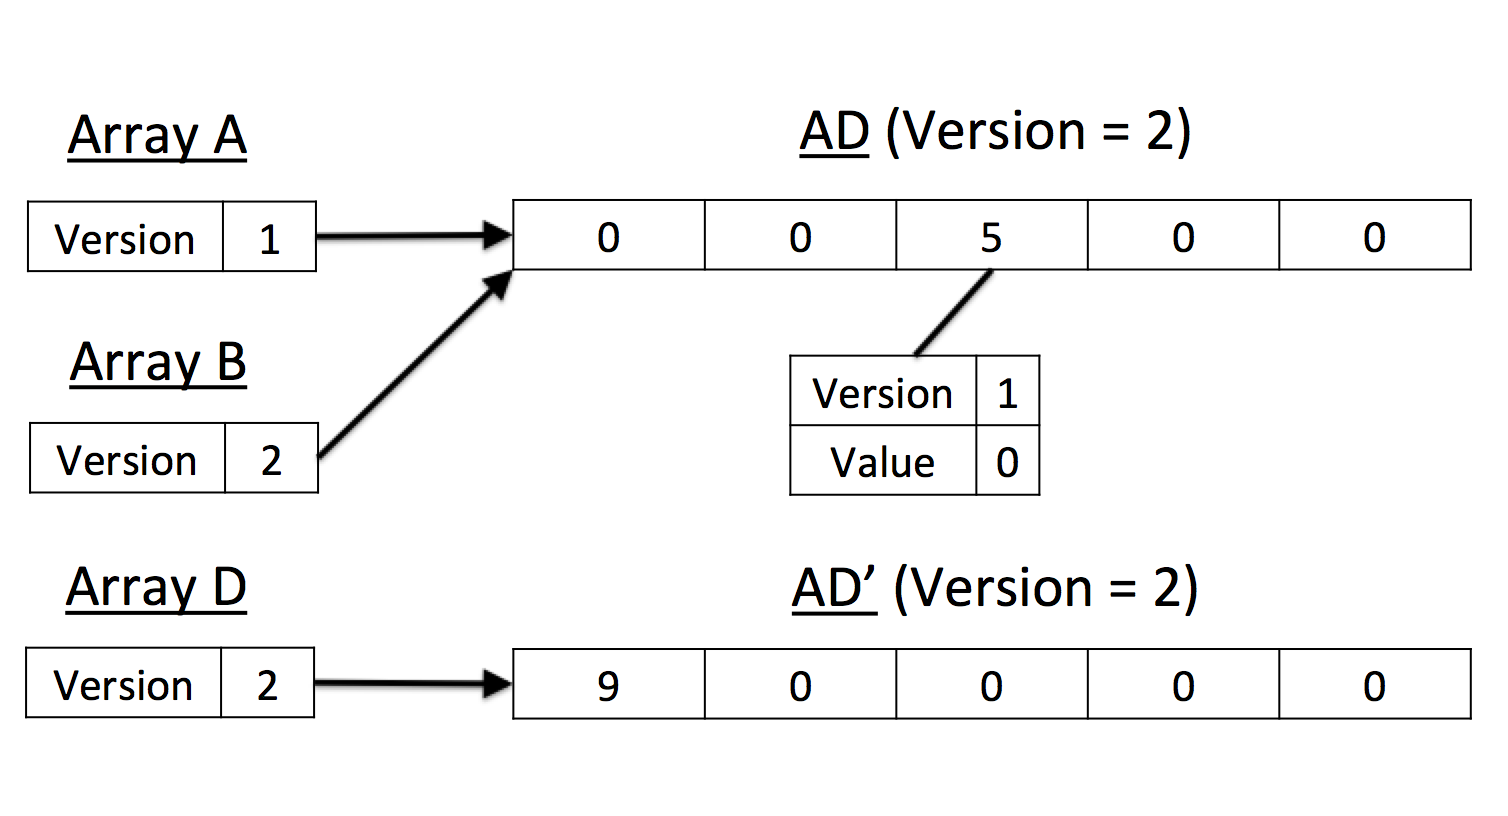 Array A
AD (Version = 2)
Version 1
0 0 5 0 0
Array B
Version 1
Value 0
Version 2
Array D
AD’ (Version = 2)
Version 2
9 0 0 0 0